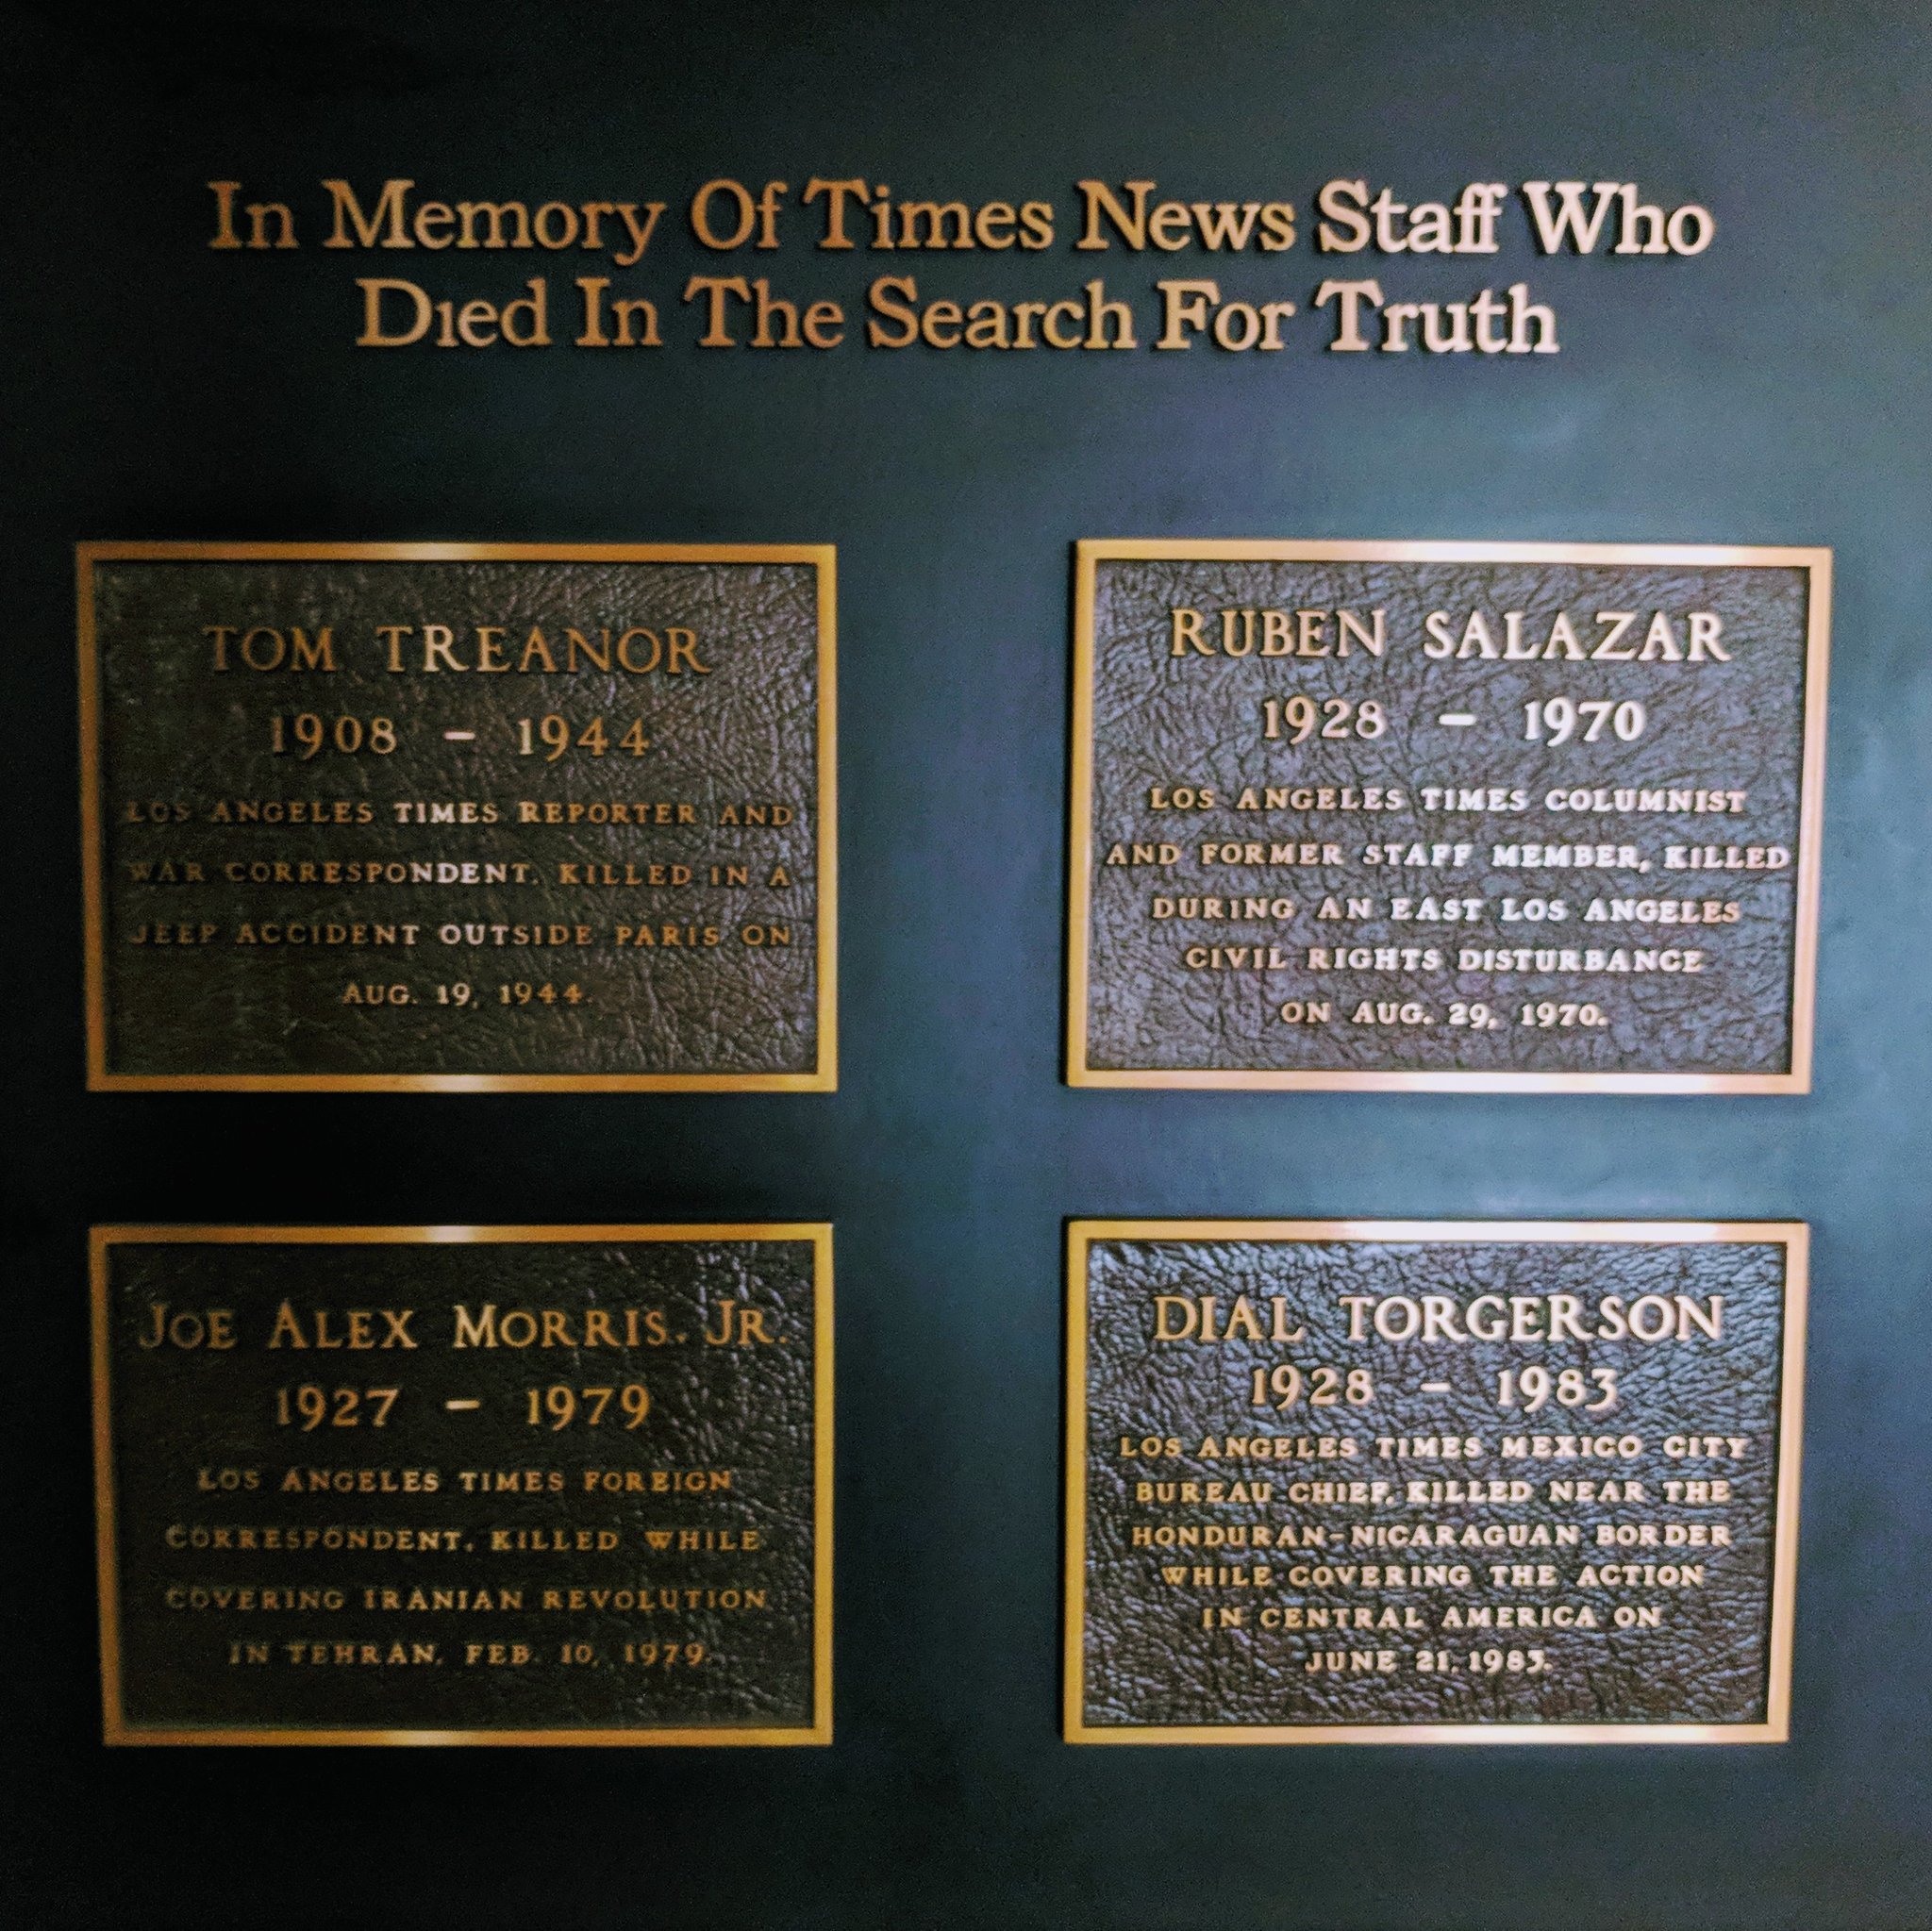 In Memory Of Times News Staff Who
Died In The Search For Truth
TOM TREANOR
1908 – 1944
LOS ANGELES TIMES REPORTER AND
WAR CORRESPONDENT, KILLED IN A
JEEP ACCIDENT OUTSIDE PARIS ON
AUG. 19, 1944.
RUBEN SALAZAR
1928 – 1970
LOS ANGELES TIMES COLUMNIST
AND FORMER STAFF MEMBER, KILLED
DURING AN EAST LOS ANGELES
CIVIL RIGHTS DISTURBANCE
ON AUG. 29, 1970.
JOE ALEX MORRIS, JR.
1927 – 1979
LOS ANGELES TIMES FOREIGN
CORRESPONDENT, KILLED WHILE
COVERING IRANIAN REVOLUTION
IN TEHRAN, FEB. 10, 1979.
DIAL TORGERSON
1928 – 1983
LOS ANGELES TIMES MEXICO CITY
BUREAU CHIEF, KILLED NEAR THE
HONDURAN-NICARAGUAN BORDER
WHILE COVERING THE ACTION
IN CENTRAL AMERICA ON
JUNE 21, 1983.